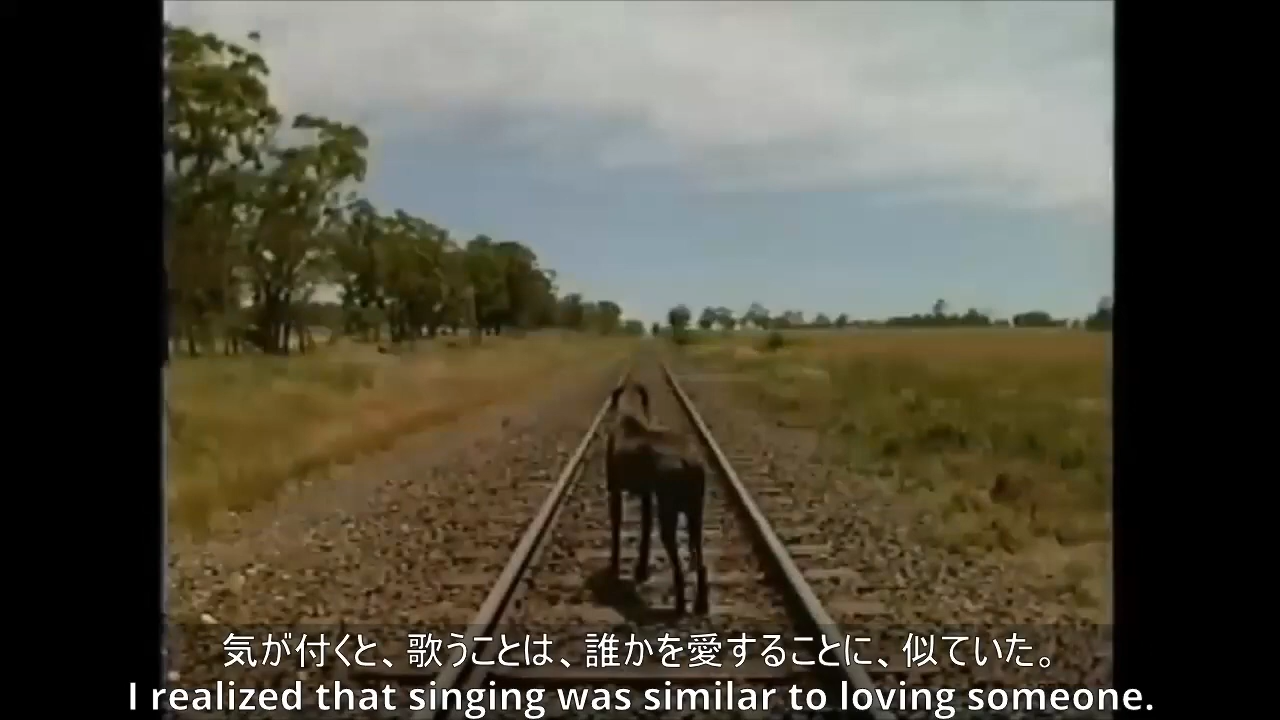 気が付くと、歌うことは、誰かを愛することに、似ていた。
I realized that singing was similar to loving someone.